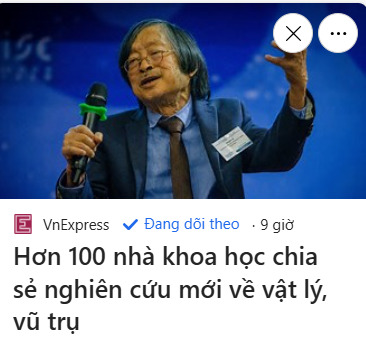 ISC
VnExpress Đang dõi theo · 9 giờ
Hơn 100 nhà khoa học chia
sẻ nghiên cứu mới về vật lý,
vũ trụ